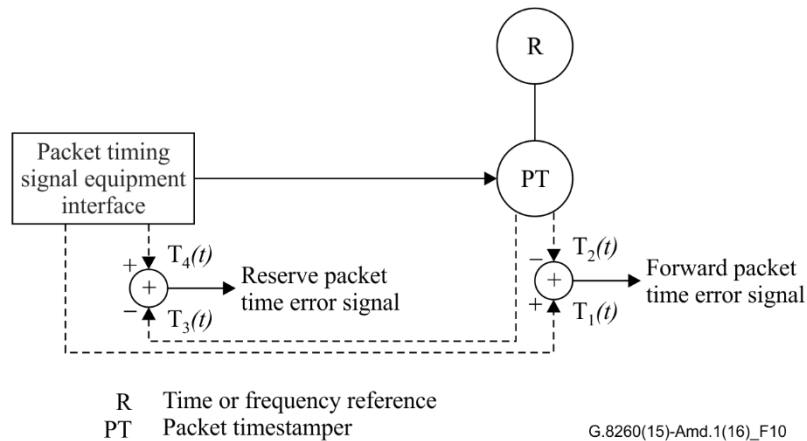 R
Packet timing
signal equipment
interface
PT
+
T₄(t)
+
−
T₃(t)
Reserve packet
time error signal
−
T₂(t)
+
+
T₁(t)
Forward packet
time error signal
R Time or frequency reference
PT Packet timestamper
G.8260(15)-Amd.1(16)_F10